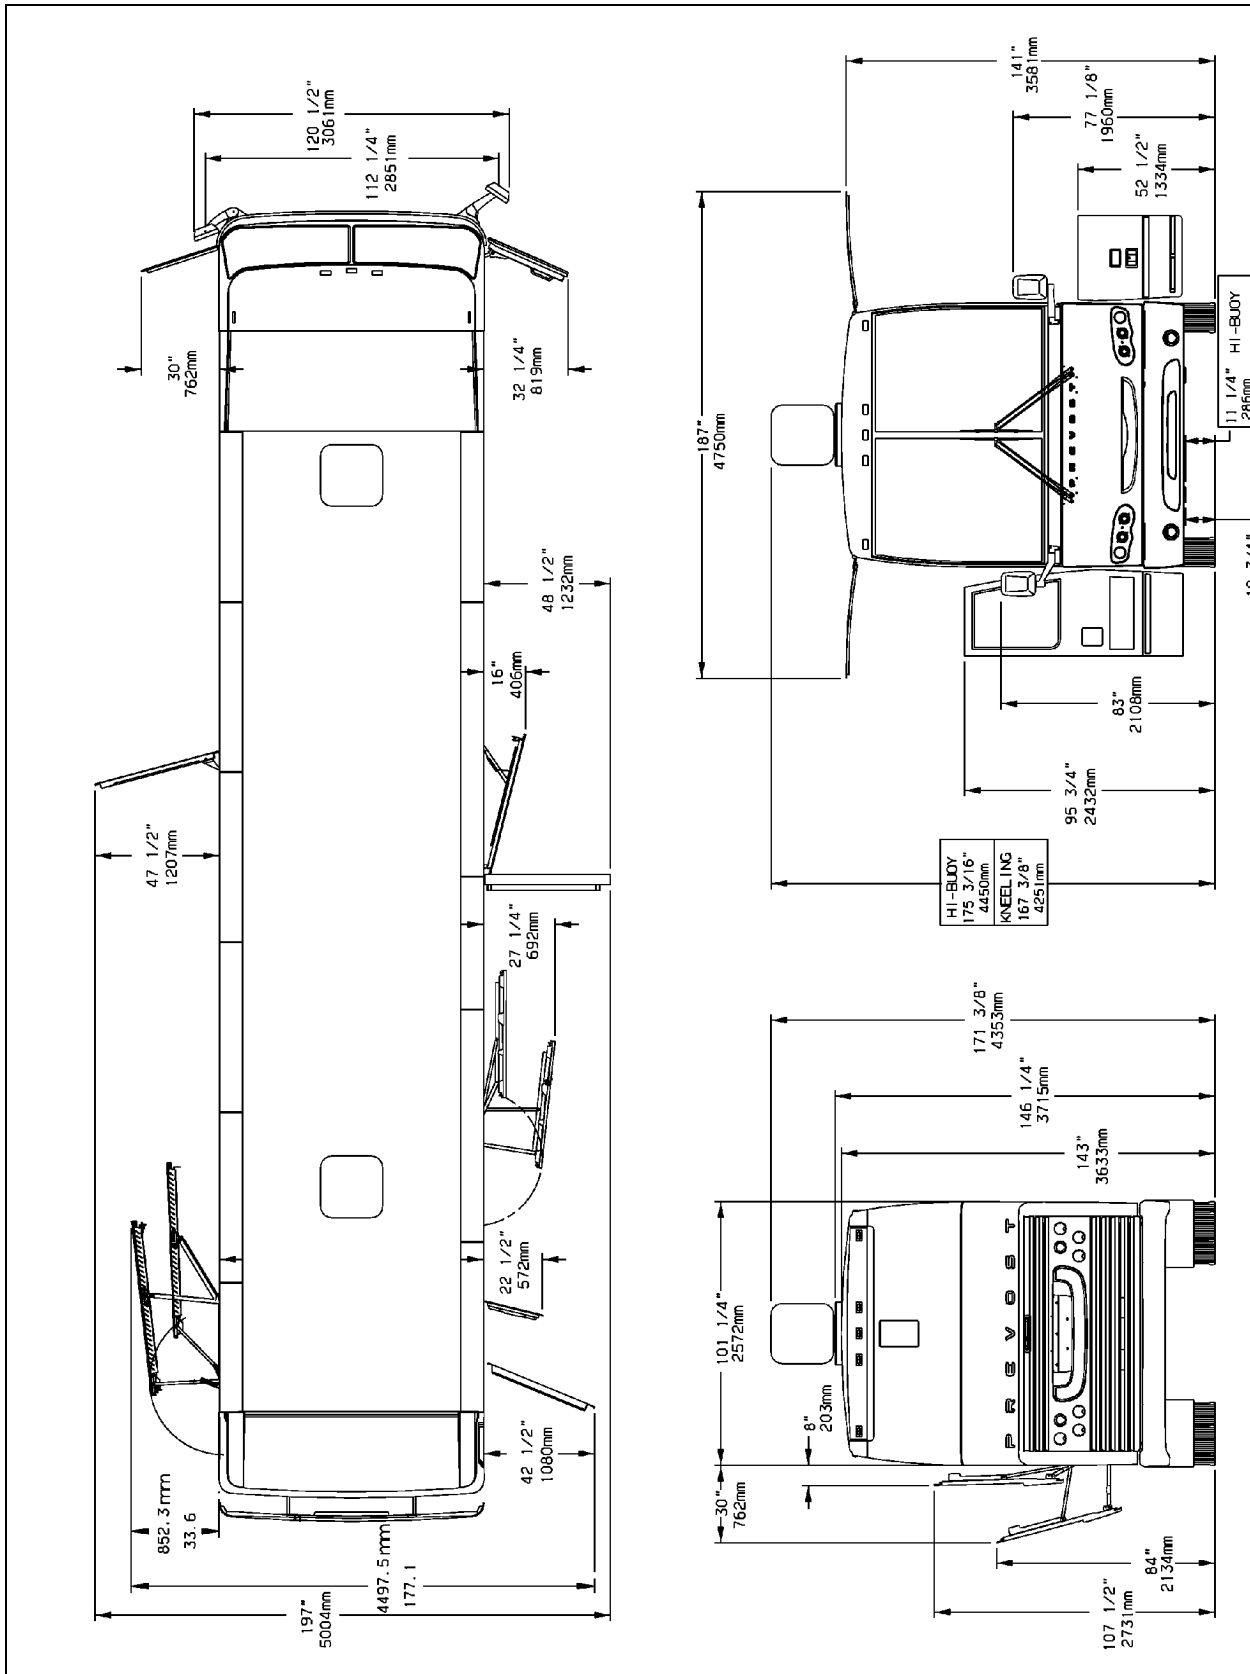 120 1/2"
3061mm
112 1/4"
2851mm
30"
762mm
32 1/4"
819mm
48 1/2"
1232mm
16"
406mm
47 1/2"
1207mm
27 1/4"
692mm
22 1/2"
572mm
42 1/2"
1080mm
852.3mm
33.6
4497.5mm
177.1
197"
5004mm
141"
3581mm
77 1/8"
1960mm
52 1/2"
1334mm
187"
4750mm
PREVOST
11 1/4" HI-BUOY
286mm
83"
2108mm
95 3/4"
2432mm
HI-BUOY
175 3/16"
4450mm
KNEELING
167 3/8"
4251mm
171 3/8"
4353mm
146 1/4"
3715mm
143"
3633mm
101 1/4"
2572mm
8"
203mm
30"
762mm
PREVOST
84"
2134mm
107 1/2"
2731mm